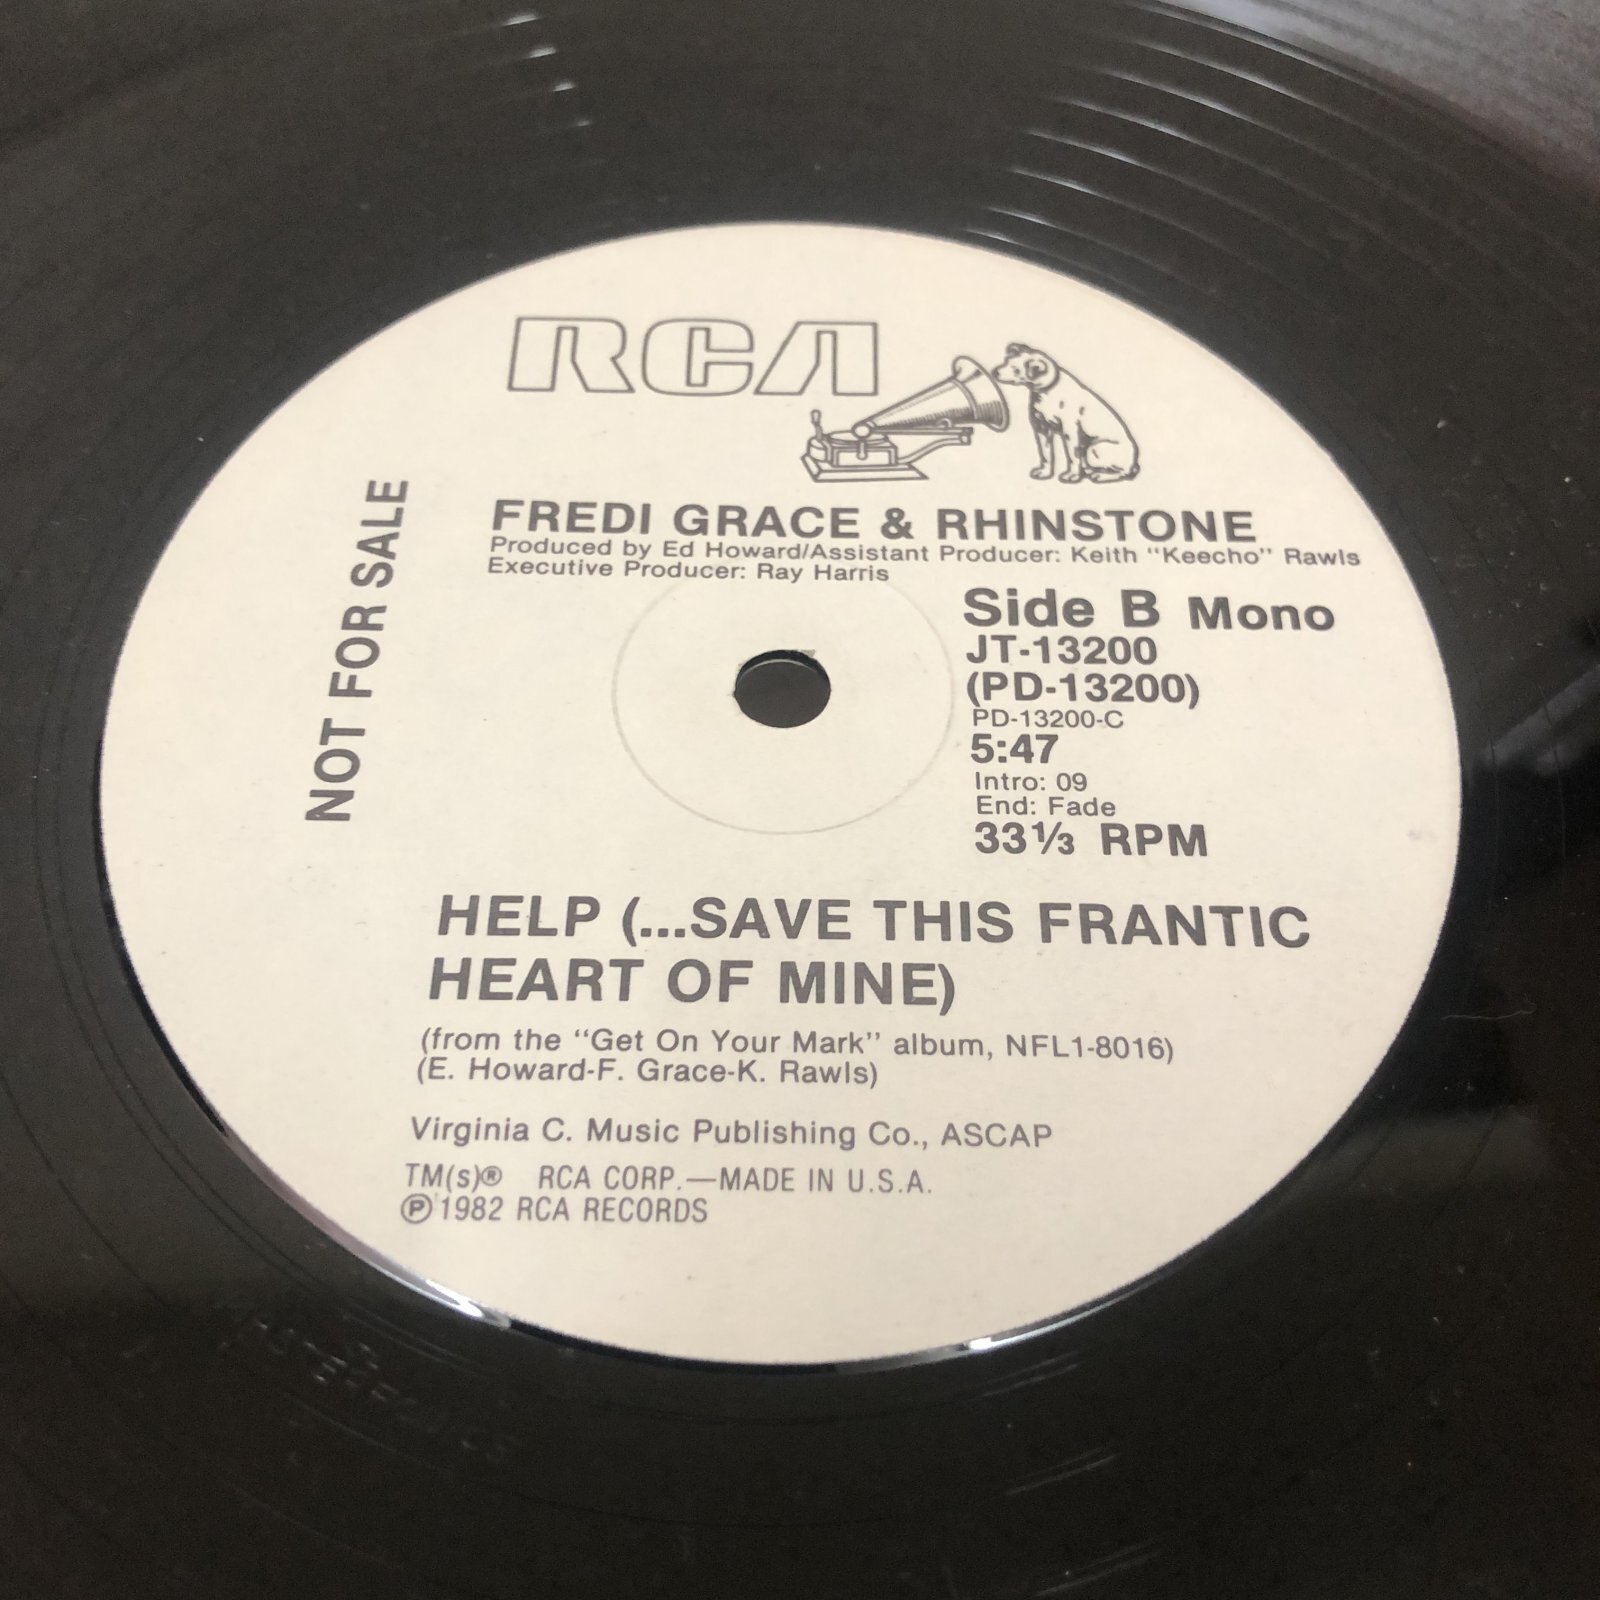 RCA
FREDI GRACE & RHINSTONE
Produced by Ed Howard/Assistant Producer: Keith "Keecho" Rawls
Executive Producer: Ray Harris
NOT FOR SALE
Side B Mono
JT-13200
(PD-13200)
PD-13200-C
5:47
Intro: 09
End: Fade
33⅓ RPM
HELP (...SAVE THIS FRANTIC
HEART OF MINE)
(from the "Get On Your Mark" album, NFL1-8016)
(E. Howard-F. Grace-K. Rawls)
Virginia C. Music Publishing Co., ASCAP
TM(s)® RCA CORP.—MADE IN U.S.A.
℗1982 RCA RECORDS